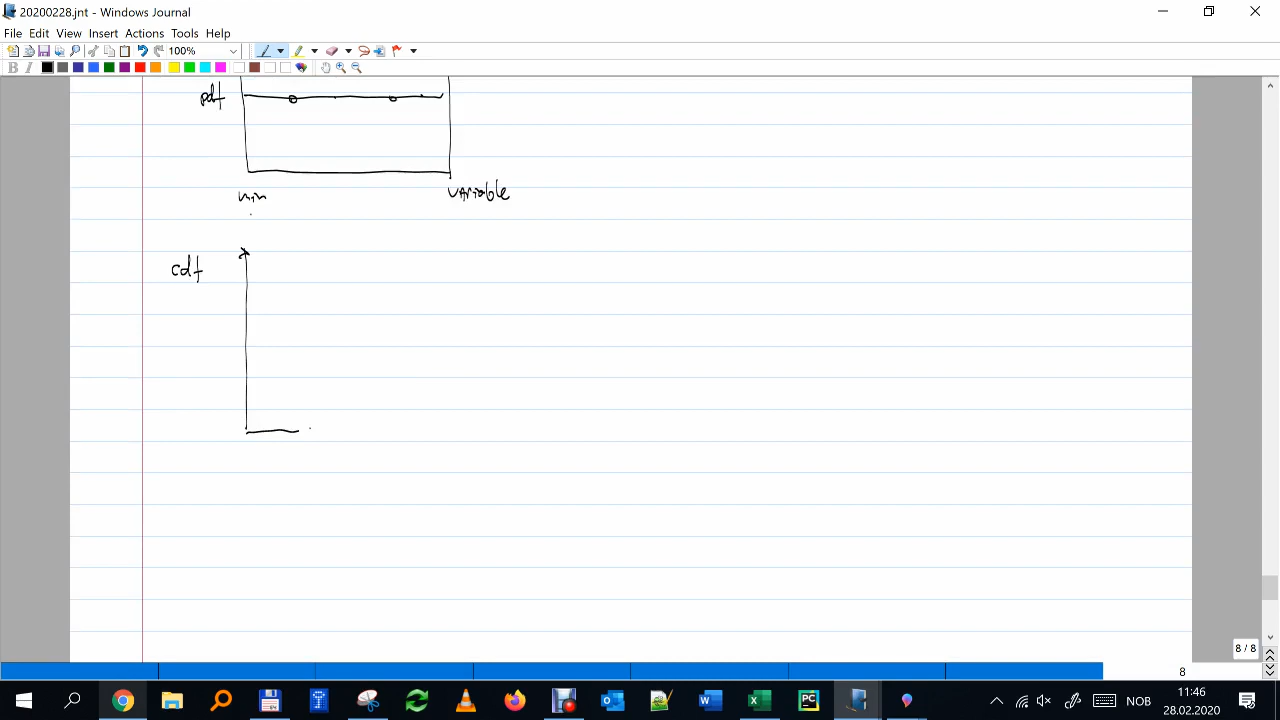 20200228.jnt - Windows Journal
File Edit View Insert Actions Tools Help
100%
B I
pdf
min
variable
cdf
8 / 8
8
NOB
11:46
28.02.2020